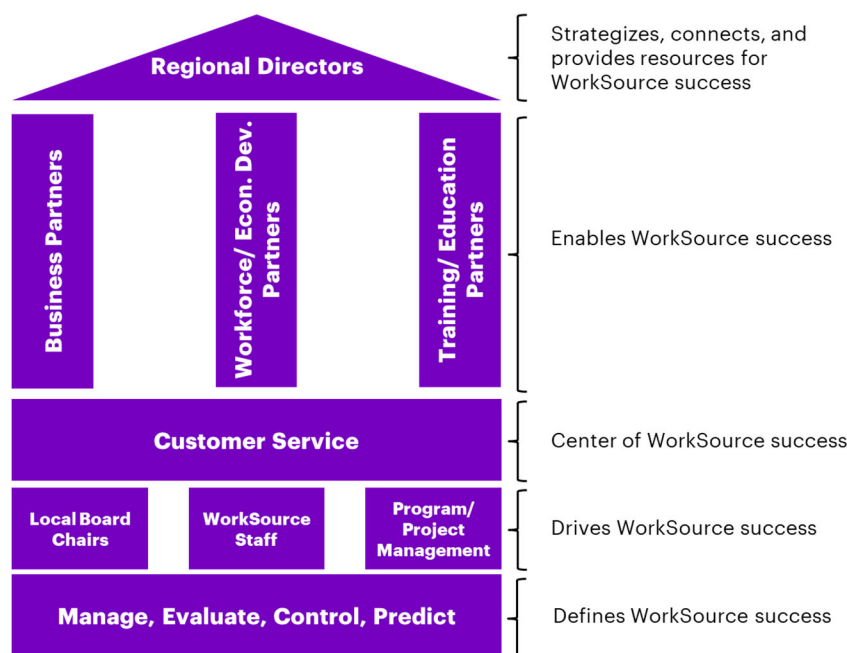 Regional Directors
Strategizes, connects, and
provides resources for
WorkSource success
Business Partners
Workforce/ Econ. Dev.
Partners
Training/ Education
Partners
Enables WorkSource success
Customer Service
Center of WorkSource success
Local Board
Chairs
WorkSource
Staff
Program/
Project
Management
Drives WorkSource success
Manage, Evaluate, Control, Predict
Defines WorkSource success